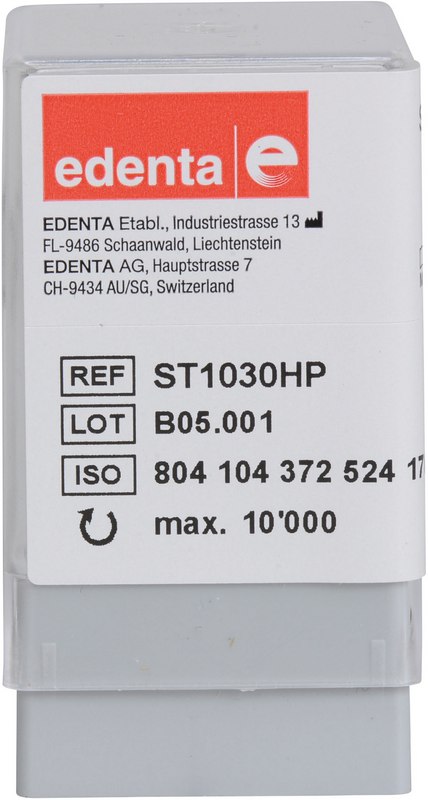 edenta e
EDENTA Etabl., Industriestrasse 13
FL-9486 Schaanwald, Liechtenstein
EDENTA AG, Hauptstrasse 7
CH-9434 AU/SG, Switzerland
REF ST1030HP
LOT B05.001
ISO 804 104 372 524 17
max. 10'000